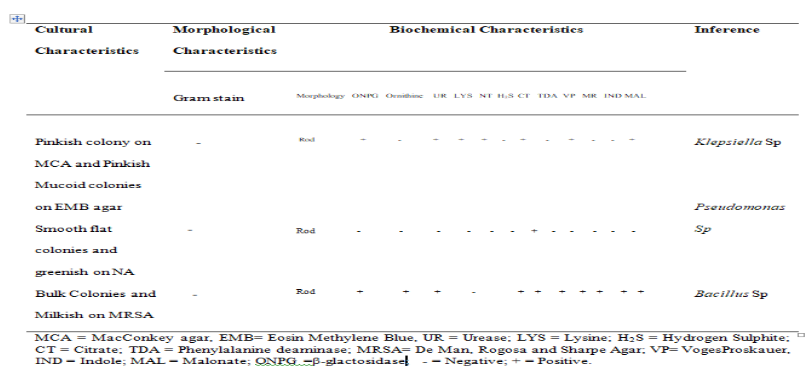 Cultural Morphological Biochemical Characteristics Inference
Characteristics Characteristics
Gram stain Morphology ONPG Ornithine UR LYS NT H₂S CT TDA VP MR IND MAL
Pinkish colony on - Rod + - + + + - + - + - - + Klepsiella Sp
MCA and Pinkish
Mucoid colonies
on EMB agar Pseudomonas
Smooth flat - Rod - - - - - - + - - - - - Sp
colonies and
greenish on NA
Bulk Colonies and - Rod + + + - + + + + + + + Bacillus Sp
Milkish on MRSA
MCA = MacConkey agar, EMB= Eosin Methylene Blue, UR = Urease; LYS = Lysine; H₂S = Hydrogen Sulphite;
CT = Citrate; TDA = Phenylalanine deaminase; MRSA= De Man, Rogosa and Sharpe Agar; VP= VogesProskauer,
IND = Indole; MAL = Malonate; ONPG =β-glactosidase - = Negative; + = Positive.